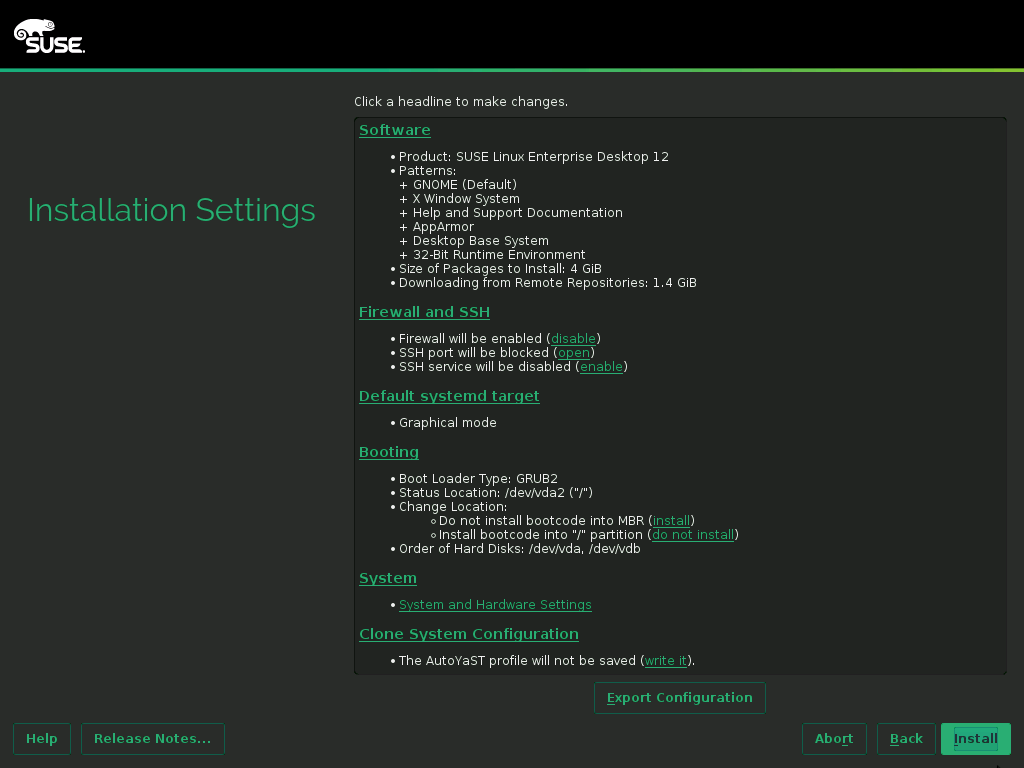 SUSE
Click a headline to make changes.
Installation Settings
Software
• Product: SUSE Linux Enterprise Desktop 12
• Patterns:
+ GNOME (Default)
+ X Window System
+ Help and Support Documentation
+ AppArmor
+ Desktop Base System
+ 32-Bit Runtime Environment
• Size of Packages to Install: 4 GiB
• Downloading from Remote Repositories: 1.4 GiB
Firewall and SSH
• Firewall will be enabled (disable)
• SSH port will be blocked (open)
• SSH service will be disabled (enable)
Default systemd target
• Graphical mode
Booting
• Boot Loader Type: GRUB2
• Status Location: /dev/vda2 ("/")
• Change Location:
◦ Do not install bootcode into MBR (install)
◦ Install bootcode into "/" partition (do not install)
• Order of Hard Disks: /dev/vda, /dev/vdb
System
• System and Hardware Settings
Clone System Configuration
• The AutoYaST profile will not be saved (write it).
Export Configuration
Help Release Notes... Abort Back Install